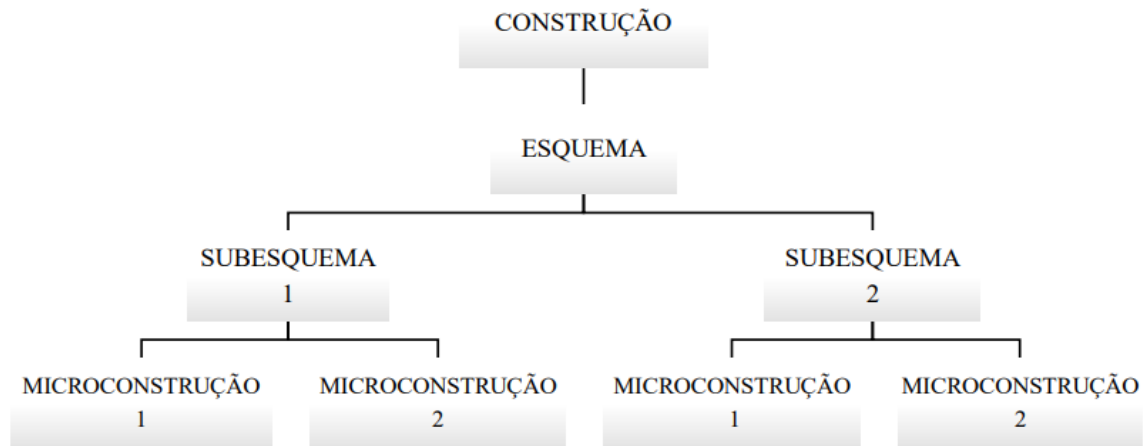 CONSTRUÇÃO
ESQUEMA
SUBESQUEMA
1
SUBESQUEMA
2
MICROCONSTRUÇÃO
1
MICROCONSTRUÇÃO
2
MICROCONSTRUÇÃO
1
MICROCONSTRUÇÃO
2